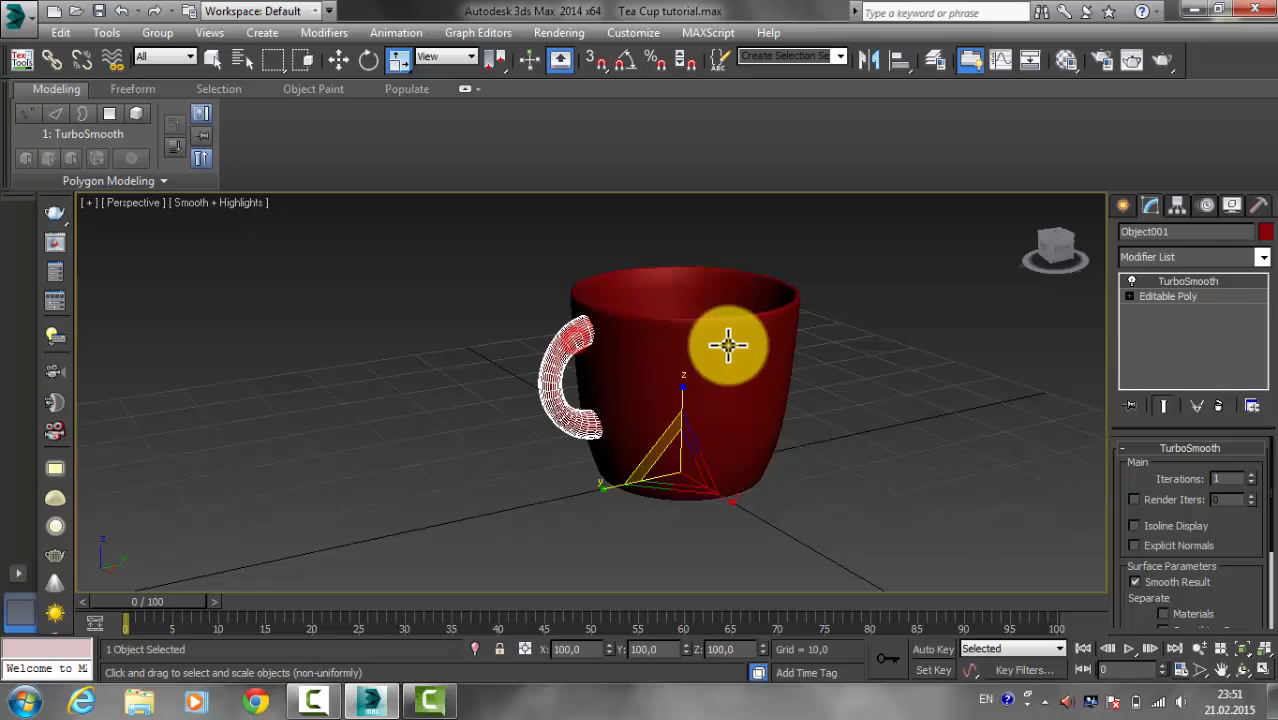 Workspace: Default
Autodesk 3ds Max 2014 x64
Tea Cup tutorial.max
Type a keyword or phrase
Edit
Tools
Group
Views
Create
Modifiers
Animation
Graph Editors
Rendering
Customize
MAXScript
Help
Tex
Tools
All
View
3
Create Selection Se
Modeling
Freeform
Selection
Object Paint
Populate
1: TurboSmooth
Polygon Modeling
[ + ] [ Perspective ] [ Smooth + Highlights ]
Object001
Modifier List
TurboSmooth
Editable Poly
z
y
TurboSmooth
Main
Iterations: 1
Render Iters: 0
Isoline Display
Explicit Normals
Surface Parameters
Smooth Result
Separate
Materials
z
0 / 100
0 5 10 15 20 25 30 35 40 45 50 55 60 65 70 75 80 85 90 95 100
1 Object Selected
X: 100,0
Y: 100,0
Z: 100,0
Grid = 10,0
Auto Key
Selected
Welcome to M
Click and drag to select and scale objects (non-uniformly)
Add Time Tag
Set Key
Key Filters...
0
EN
23:51
21.02.2015